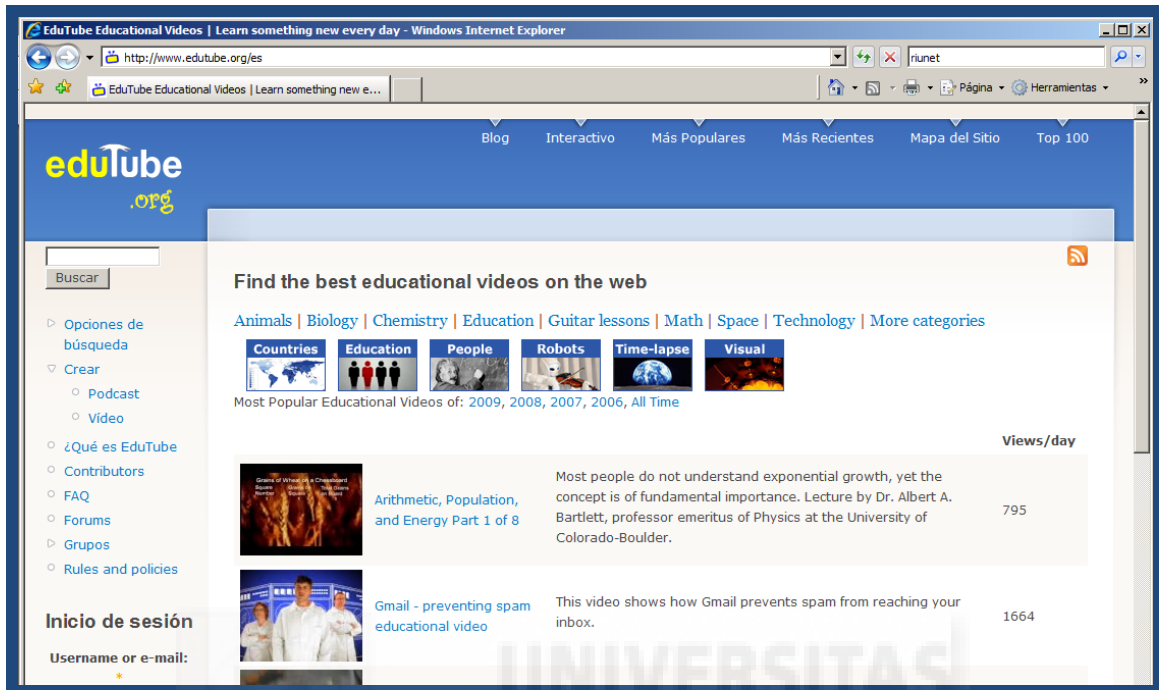 EduTube Educational Videos | Learn something new every day - Windows Internet Explorer
http://www.edutube.org/es
riunet
EduTube Educational Videos | Learn something new e...
Página
Herramientas
»
Blog
Interactivo
Más Populares
Más Recientes
Mapa del Sitio
Top 100
eduTube
.org
Buscar
Opciones de
búsqueda
Crear
Podcast
Vídeo
¿Qué es EduTube
Contributors
FAQ
Forums
Grupos
Rules and policies
Inicio de sesión
Username or e-mail:
*
Find the best educational videos on the web
Animals | Biology | Chemistry | Education | Guitar lessons | Math | Space | Technology | More categories
Countries
Education
People
Robots
Time-lapse
Visual
Most Popular Educational Videos of: 2009, 2008, 2007, 2006, All Time
Views/day
Grains of Wheat on a Chessboard
Arithmetic, Population,
and Energy Part 1 of 8
Most people do not understand exponential growth, yet the
concept is of fundamental importance. Lecture by Dr. Albert A.
Bartlett, professor emeritus of Physics at the University of
Colorado-Boulder.
795
Gmail - preventing spam
educational video
This video shows how Gmail prevents spam from reaching your
inbox.
1664
UNIVERSITAS